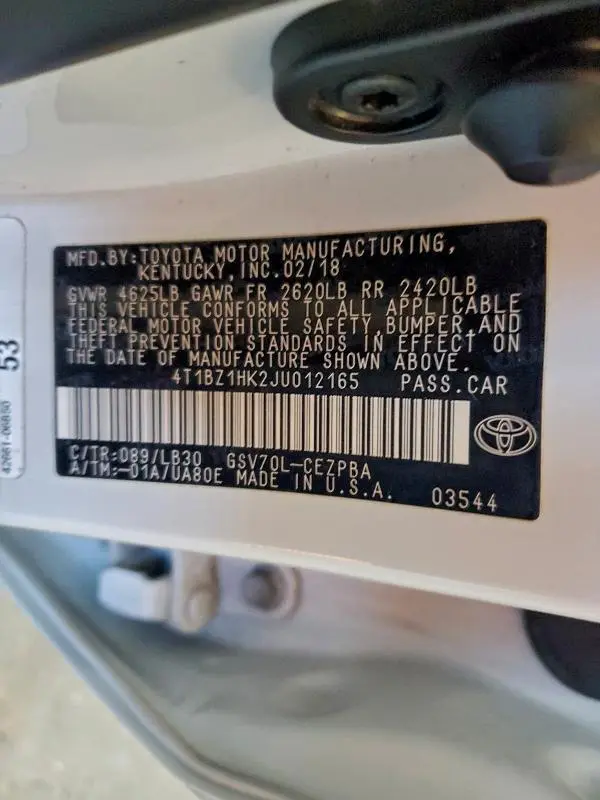 MFD.BY:TOYOTA MOTOR MANUFACTURING,
KENTUCKY, INC. 02/18
GVWR 4625LB GAWR FR 2620LB RR 2420LB
THIS VEHICLE CONFORMS TO ALL APPLICABLE
FEDERAL MOTOR VEHICLE SAFETY, BUMPER, AND
THEFT PREVENTION STANDARDS IN EFFECT ON
THE DATE OF MANUFACTURE SHOWN ABOVE.
4T1BZ1HK2JU012165 PASS.CAR
C/TR:089/LB30 GSV70L-CEZPBA
A/TM:-01A/UA80E MADE IN U.S.A. 03544
53